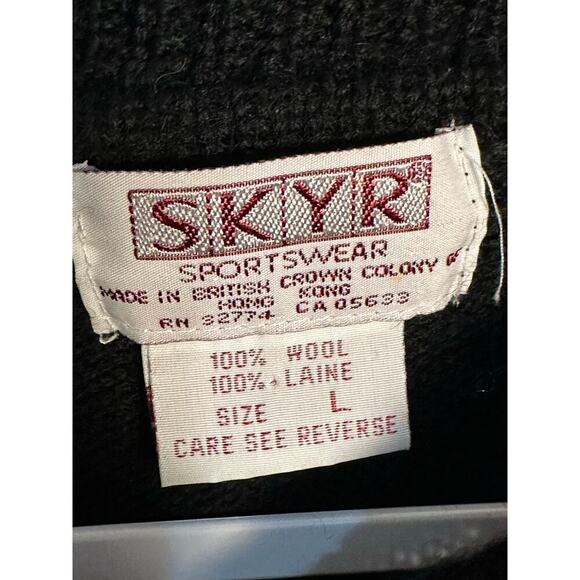 SKYR®
SPORTSWEAR
MADE IN BRITISH CROWN COLONY
HONG KONG
RN 32774 CA 05633
100% WOOL
100% LAINE
SIZE L
CARE SEE REVERSE